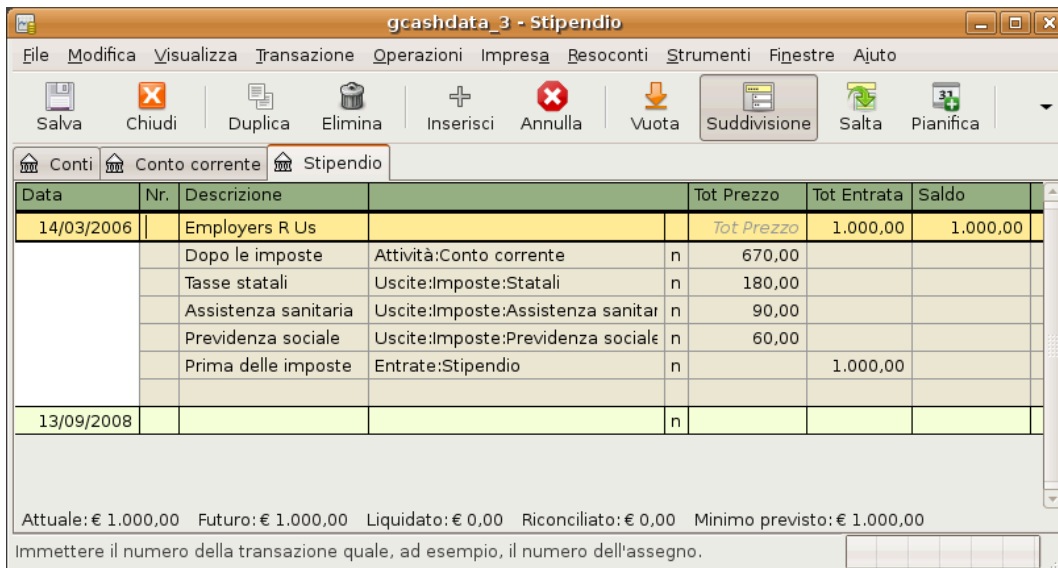 gcashdata_3 - Stipendio
File Modifica Visualizza Transazione Operazioni Impresa Resoconti Strumenti Finestre Aiuto
Salva Chiudi Duplica Elimina Inserisci Annulla Vuota Suddivisione Salta Pianifica
Conti Conto corrente Stipendio
Data Nr. Descrizione Tot Prezzo Tot Entrata Saldo
14/03/2006 Employers R Us Tot Prezzo 1.000,00 1.000,00
Dopo le imposte Attività:Conto corrente n 670,00
Tasse statali Uscite:Imposte:Statali n 180,00
Assistenza sanitaria Uscite:Imposte:Assistenza sanitar n 90,00
Previdenza sociale Uscite:Imposte:Previdenza sociale n 60,00
Prima delle imposte Entrate:Stipendio n 1.000,00
13/09/2008 n
Attuale: € 1.000,00 Futuro: € 1.000,00 Liquidato: € 0,00 Riconciliato: € 0,00 Minimo previsto: € 1.000,00
Immettere il numero della transazione quale, ad esempio, il numero dell'assegno.